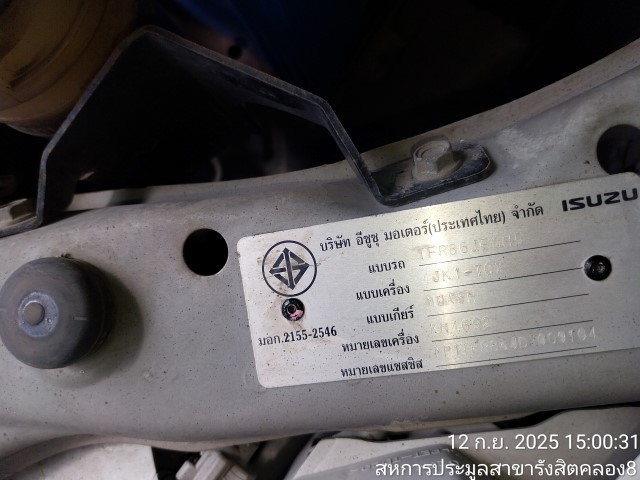 บริษัท อีซูซุ มอเตอร์(ประเทศไทย) จำกัด ISUZU
แบบรถ
แบบเครื่อง
แบบเกียร์
มอก.2155-2546 หมายเลขเครื่อง
หมายเลขแชสซิส
12 ก.ย. 2025 15:00:31
สหการประมูลสาขารังสิตคลอง8